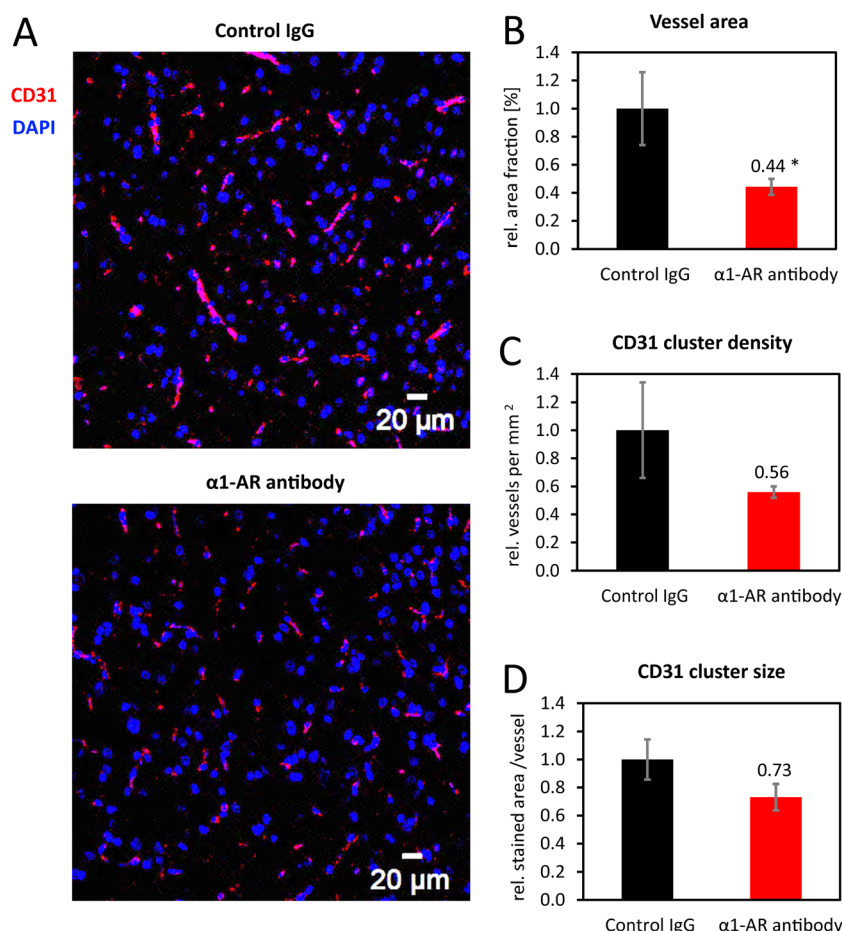 A
Control IgG
CD31
DAPI
20 µm
α1-AR antibody
20 µm
B
Vessel area
rel. area fraction [%]
1.4
1.2
1.0
0.8
0.6
0.4
0.2
0.0
0.44 *
Control IgG
α1-AR antibody
C
CD31 cluster density
rel. vessels per mm ²
1.4
1.2
1.0
0.8
0.6
0.4
0.2
0.0
0.56
Control IgG
α1-AR antibody
D
CD31 cluster size
rel. stained area /vessel
1.4
1.2
1.0
0.8
0.6
0.4
0.2
0.0
0.73
Control IgG
α1-AR antibody